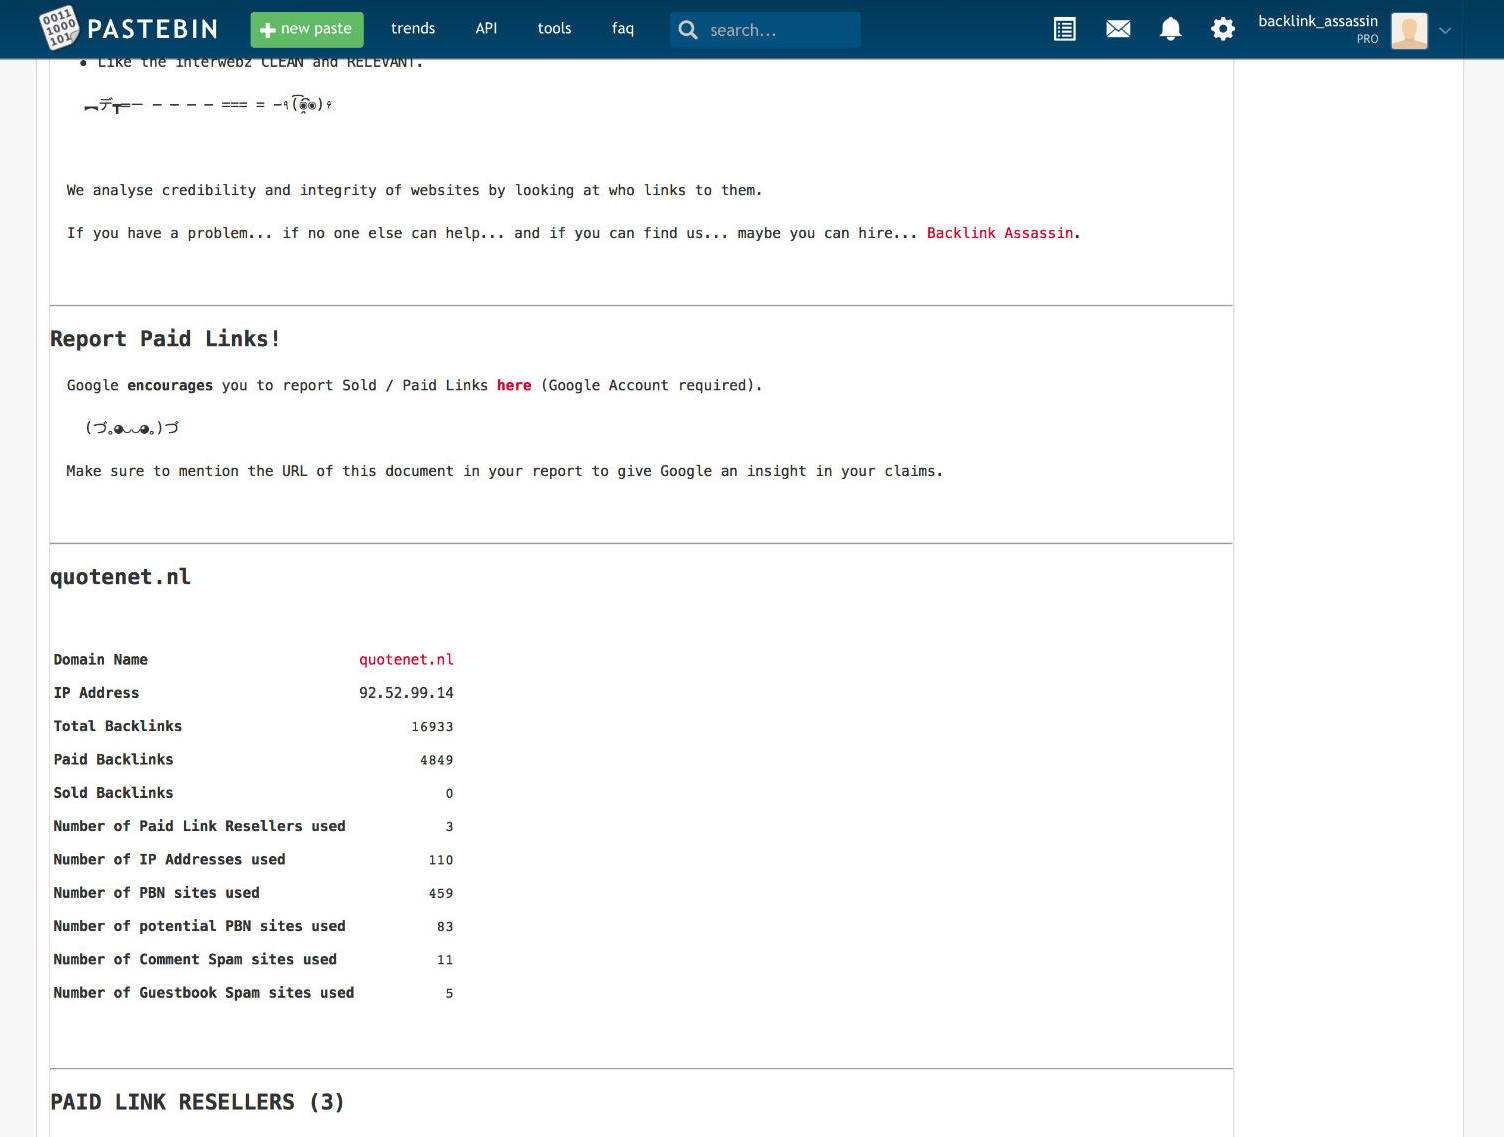 0011
1000
101
PASTEBIN
+ new paste
trends
API
tools
faq
search...
backlink_assassin
PRO
• Like the interwebz CLEAN and RELEVANT.
We analyse credibility and integrity of websites by looking at who links to them.
If you have a problem... if no one else can help... and if you can find us... maybe you can hire... Backlink Assassin.
Report Paid Links!
Google encourages you to report Sold / Paid Links here (Google Account required).
(づ｡◕‿‿◕｡)づ
Make sure to mention the URL of this document in your report to give Google an insight in your claims.
quotenet.nl
Domain Name quotenet.nl
IP Address 92.52.99.14
Total Backlinks 16933
Paid Backlinks 4849
Sold Backlinks 0
Number of Paid Link Resellers used 3
Number of IP Addresses used 110
Number of PBN sites used 459
Number of potential PBN sites used 83
Number of Comment Spam sites used 11
Number of Guestbook Spam sites used 5
PAID LINK RESELLERS (3)